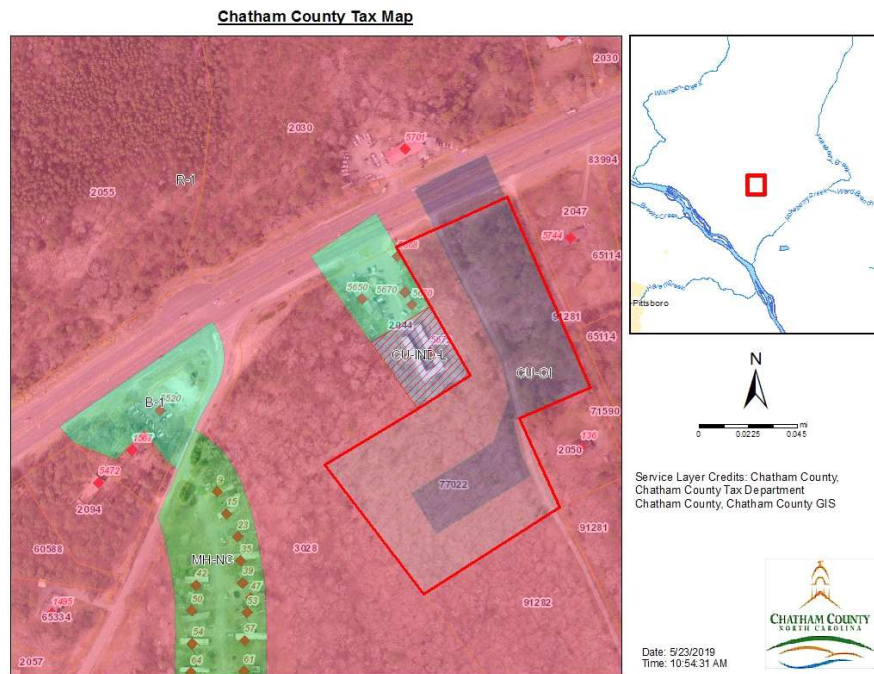 Chatham County Tax Map
2030
2030
5701
83994
2055
R-1
2047
5744
65114
5650
5670
2044
CU-IND-L
91281
65114
CU-OI
B-1
5520
1567
71590
136
2050
5472
2094
77022
9
15
23
91281
60588
3028
35
MH-NC
42
39
47
1495
65334
50
53
91282
54
57
2057
64
61
Pittsboro
N
0 0.0225 0.045 mi
Service Layer Credits: Chatham County,
Chatham County Tax Department
Chatham County, Chatham County GIS
CHATHAM COUNTY
NORTH CAROLINA
Date: 5/23/2019
Time: 10:54:31 AM